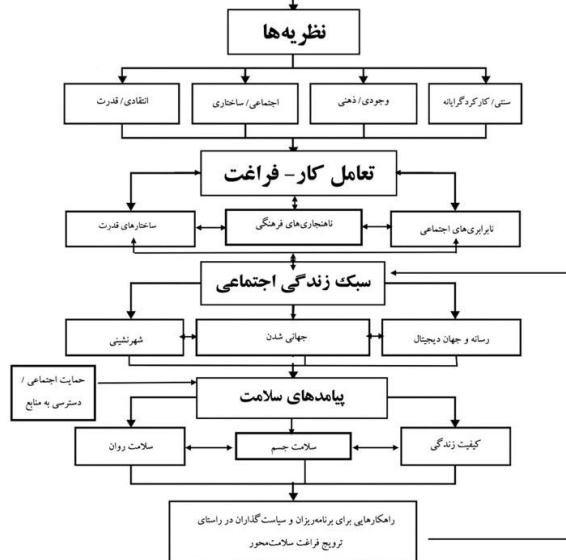 نظریه‌ها
سنتی/ کارکردگرایانه
وجودی/ ذهنی
اجتماعی/ ساختاری
انتقادی/ قدرت
تعامل کار- فراغت
نابرابری‌های اجتماعی
ناهنجاری‌های فرهنگی
ساختارهای قدرت
سبک زندگی اجتماعی
رسانه و جهان دیجیتال
جهانی شدن
شهرنشینی
حمایت اجتماعی /
دسترسی به منابع
پیامدهای سلامت
کیفیت زندگی
سلامت جسم
سلامت روان
راهکارهایی برای برنامه‌ریزان و سیاست‌گذاران در راستای
ترویج فراغت سلامت‌محور